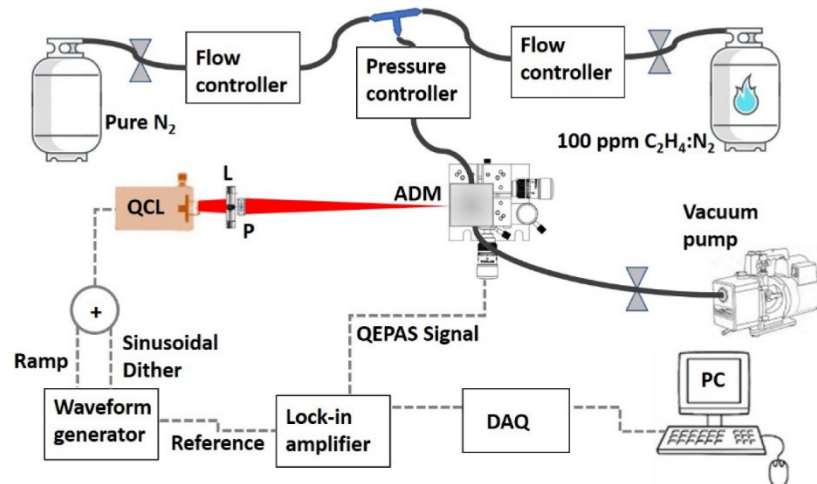 Pure N₂
Flow
controller
Pressure
controller
Flow
controller
100 ppm C₂H₄:N₂
QCL
L
P
ADM
Vacuum
pump
+
Ramp
Sinusoidal
Dither
QEPAS Signal
Waveform
generator
Reference
Lock-in
amplifier
DAQ
PC